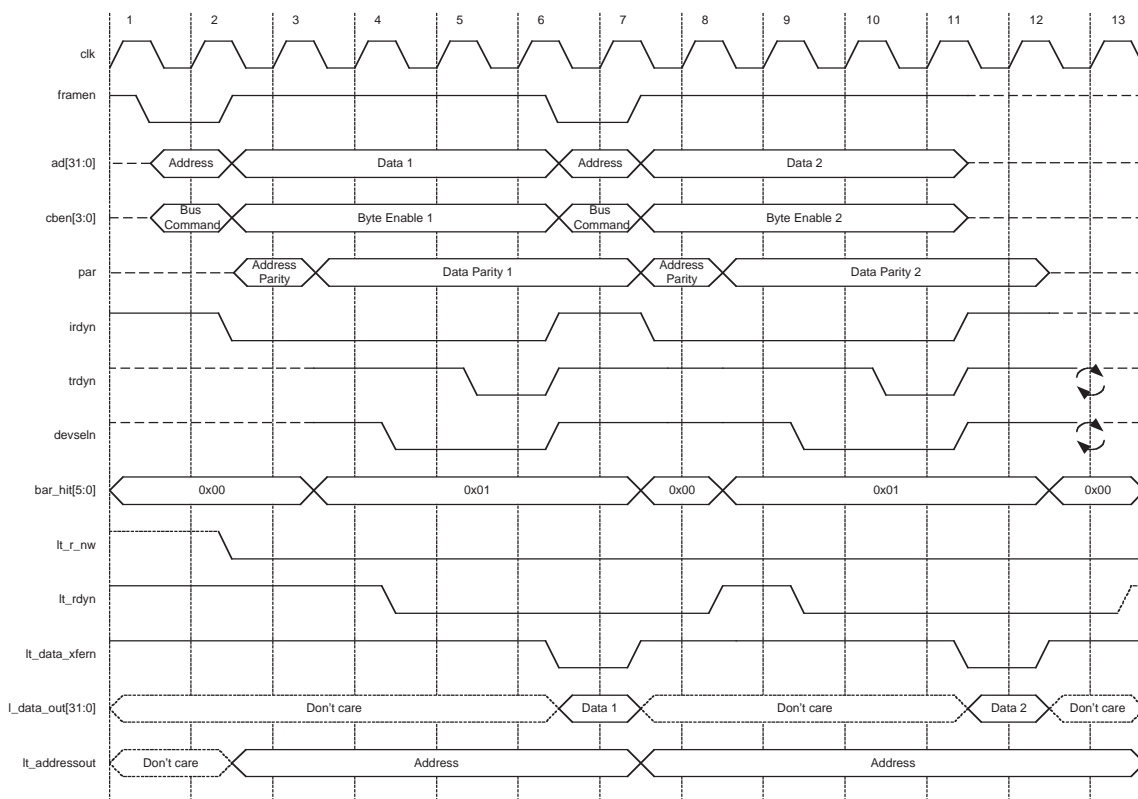 1 2 3 4 5 6 7 8 9 10 11 12 13
clk
framen
ad[31:0] Address Data 1 Address Data 2
cben[3:0] Bus Command Byte Enable 1 Bus Command Byte Enable 2
par Address Parity Data Parity 1 Address Parity Data Parity 2
irdyn
trdyn
devseln
bar_hit[5:0] 0x00 0x01 0x00 0x01 0x00
lt_r_nw
lt_rdyn
lt_data_xfern
l_data_out[31:0] Don't care Data 1 Don't care Data 2 Don't care
lt_addressout Don't care Address Address